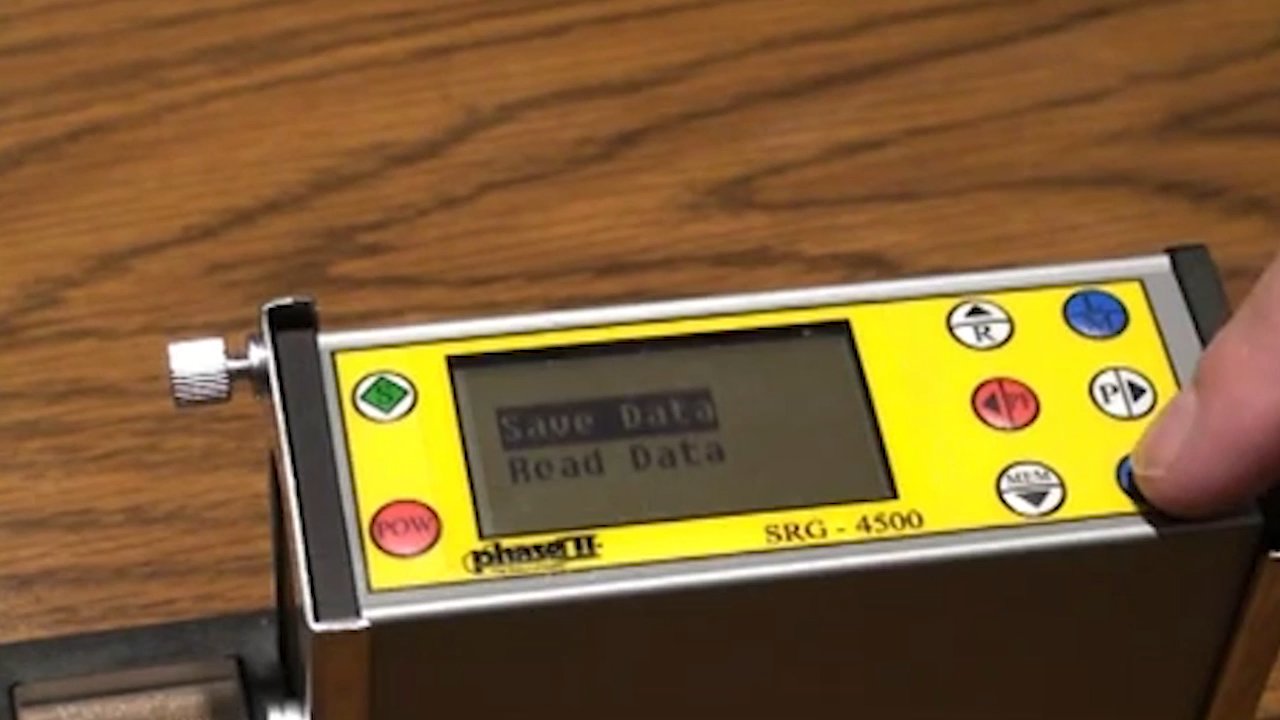 Save Data
Read Data
S
POW
phase II
SRG - 4500
R
P
MEM